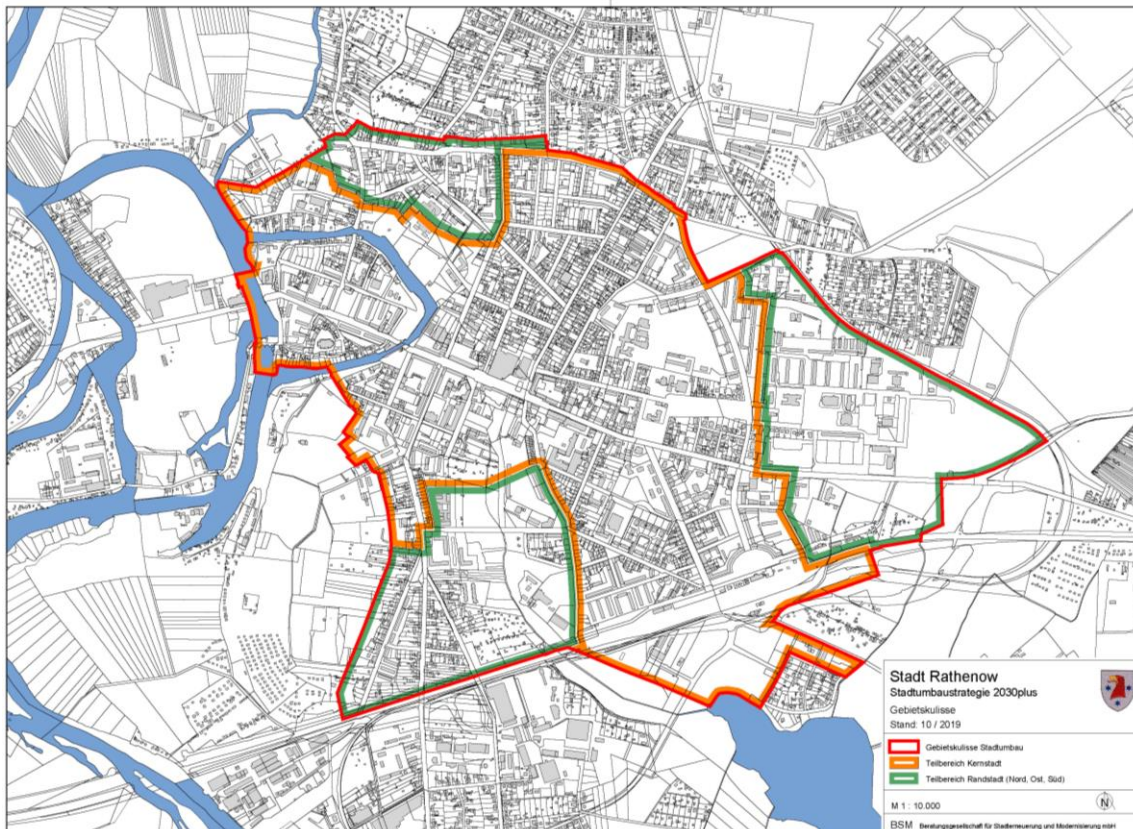 Stadt Rathenow
Stadtumbaustrategie 2030plus
Gebietskulisse
Stand: 10 / 2019
Gebietskulisse Stadtumbau
Teilbereich Kernstadt
Teilbereich Randstadt (Nord, Ost, Süd)
M 1 : 10.000
N
BSM Beratungsgesellschaft für Stadterneuerung und Modernisierung mbH